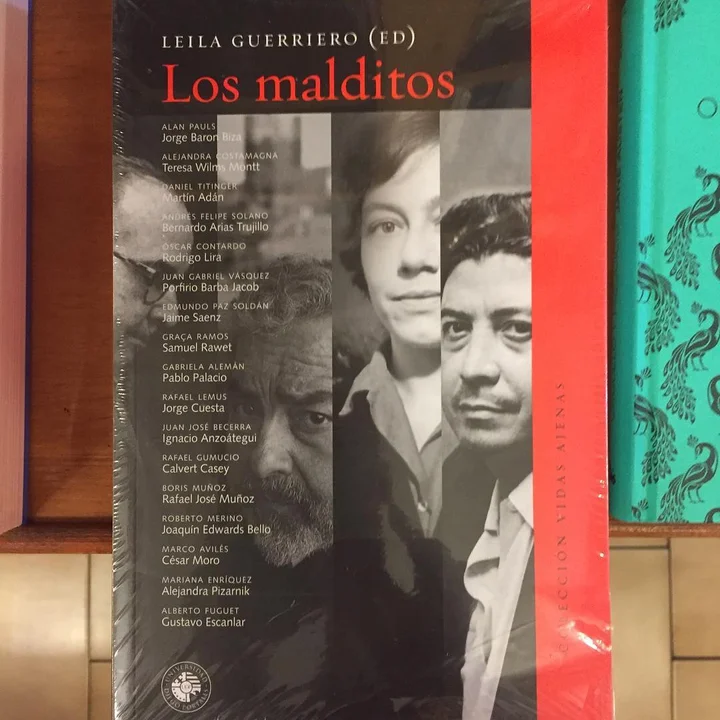 LEILA GUERRIERO (ED)
Los malditos
ALAN PAULS
Jorge Baron Biza
ALEJANDRA COSTAMAGNA
Teresa Wilms Montt
DANIEL TITINGER
Martín Adán
ANDRÉS FELIPE SOLANO
Bernardo Arias Trujillo
ÓSCAR CONTARDO
Rodrigo Lira
JUAN GABRIEL VÁSQUEZ
Porfirio Barba Jacob
EDMUNDO PAZ SOLDÁN
Jaime Saenz
GRAÇA RAMOS
Samuel Rawet
GABRIELA ALEMÁN
Pablo Palacio
RAFAEL LEMUS
Jorge Cuesta
JUAN JOSÉ BECERRA
Ignacio Anzoátegui
RAFAEL GUMUCIO
Calvert Casey
BORIS MUÑOZ
Rafael José Muñoz
ROBERTO MERINO
Joaquín Edwards Bello
MARCO AVILÉS
César Moro
MARIANA ENRÍQUEZ
Alejandra Pizarnik
ALBERTO FUGUET
Gustavo Escanlar
UNIVERSIDAD DIEGO PORTALES
COLECCIÓN VIDAS AJENAS